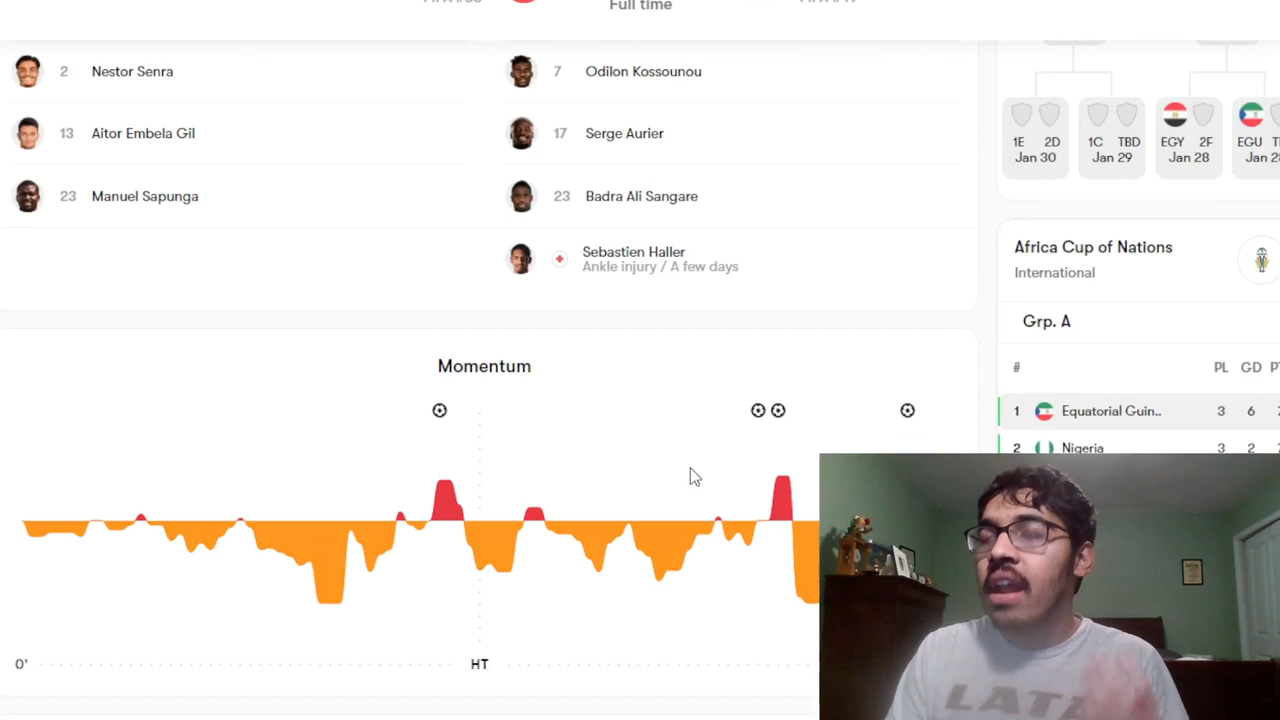 Full time
2 Nestor Senra
13 Aitor Embela Gil
23 Manuel Sapunga
7 Odilon Kossounou
17 Serge Aurier
23 Badra Ali Sangare
Sebastien Haller
Ankle injury / A few days
Momentum
0'
HT
1E 2D
Jan 30
1C TBD
Jan 29
EGY 2F
Jan 28
EGU
Africa Cup of Nations
International
Grp. A
# PL GD
1 Equatorial Guin.. 3 6
2 Nigeria 3 2
LATA